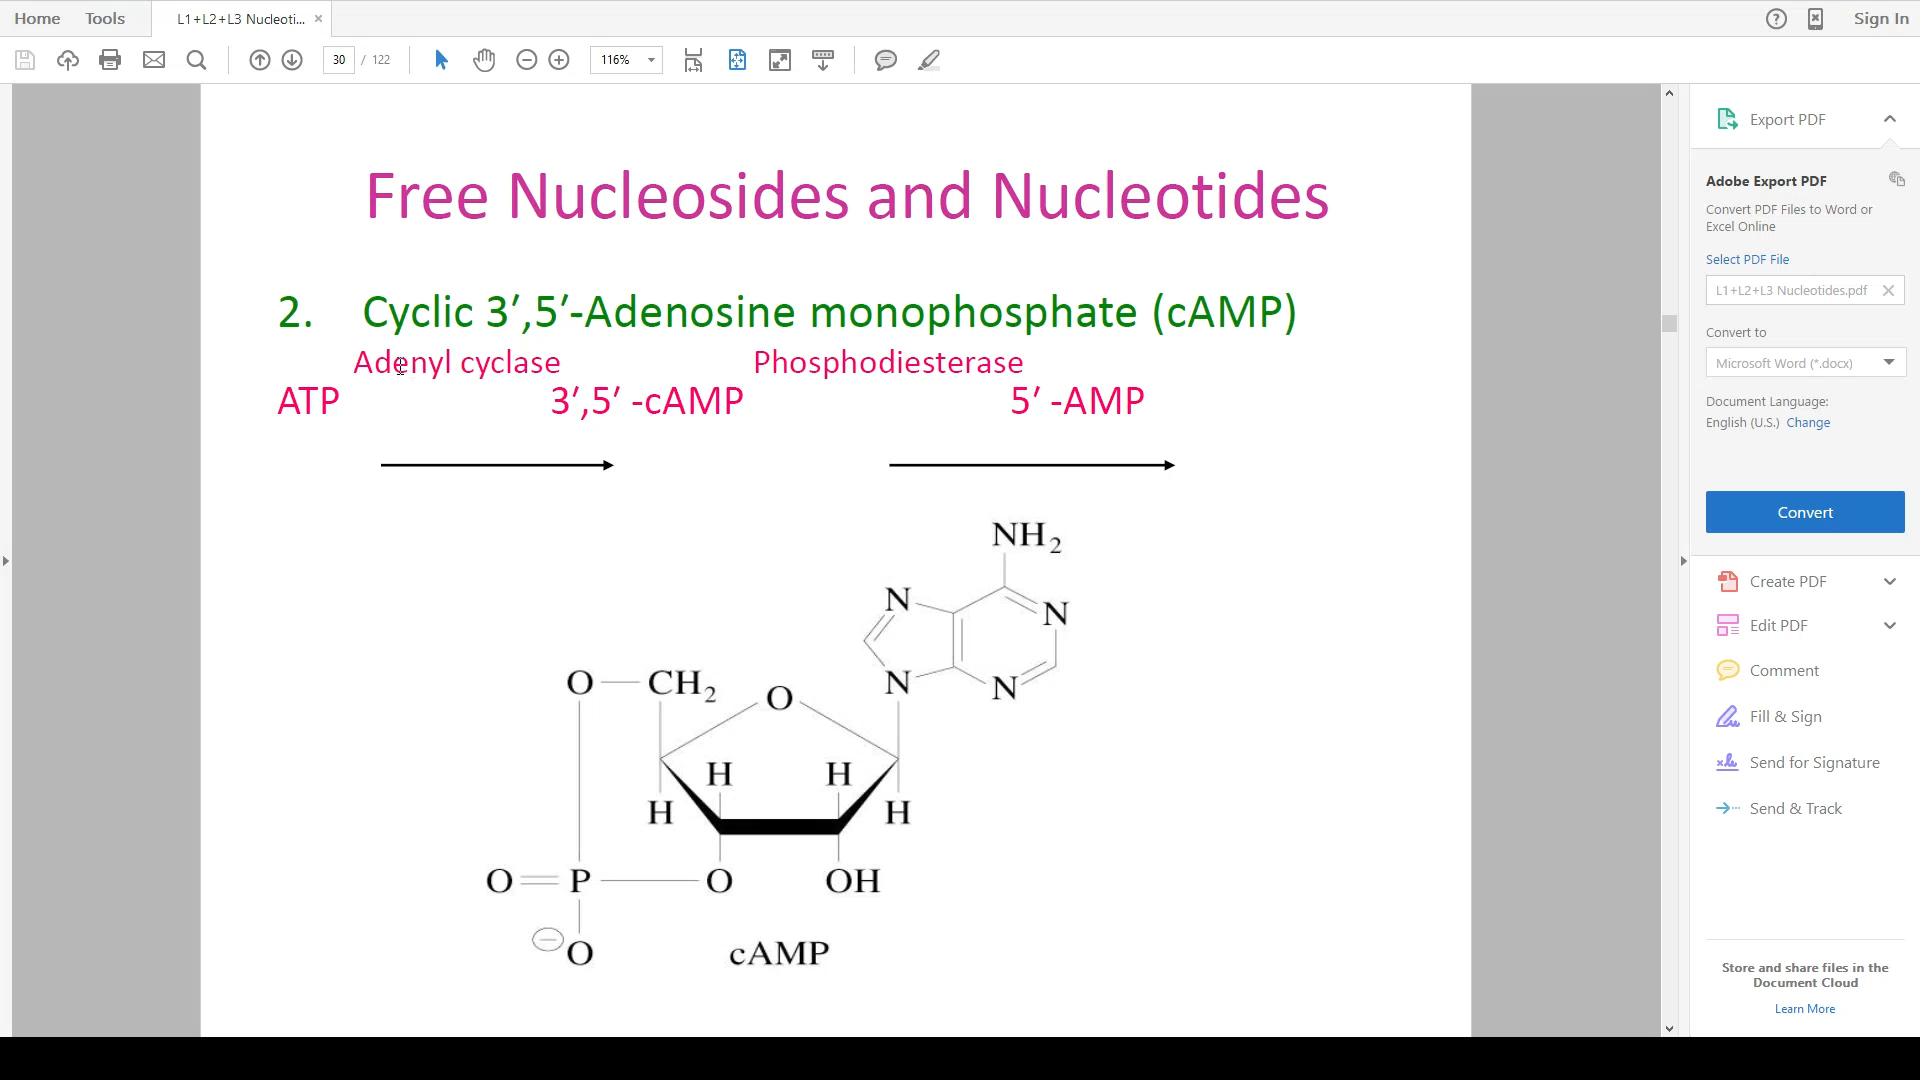 Home Tools L1+L2+L3 Nucleoti... × Sign In
30 / 122 116%
Free Nucleosides and Nucleotides
2. Cyclic 3′,5′-Adenosine monophosphate (cAMP)
Adenyl cyclase Phosphodiesterase
ATP 3′,5′ -cAMP 5′ -AMP
NH2
N
N
N
N
O CH2 O
H H
H H
O P O OH
O
cAMP
Export PDF
Adobe Export PDF
Convert PDF Files to Word or
Excel Online
Select PDF File
L1+L2+L3 Nucleotides.pdf
Convert to
Microsoft Word (*.docx)
Document Language:
English (U.S.) Change
Convert
Create PDF
Edit PDF
Comment
Fill & Sign
Send for Signature
Send & Track
Store and share files in the
Document Cloud
Learn More